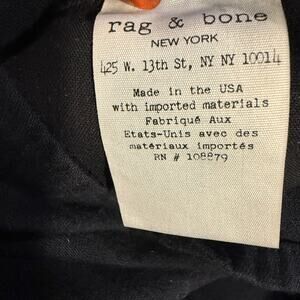 rag & bone
NEW YORK
425 W. 13th St, NY NY 10014
Made in the USA
with imported materials
Fabriqué Aux
Etats-Unis avec des
matériaux importés
RN # 108879